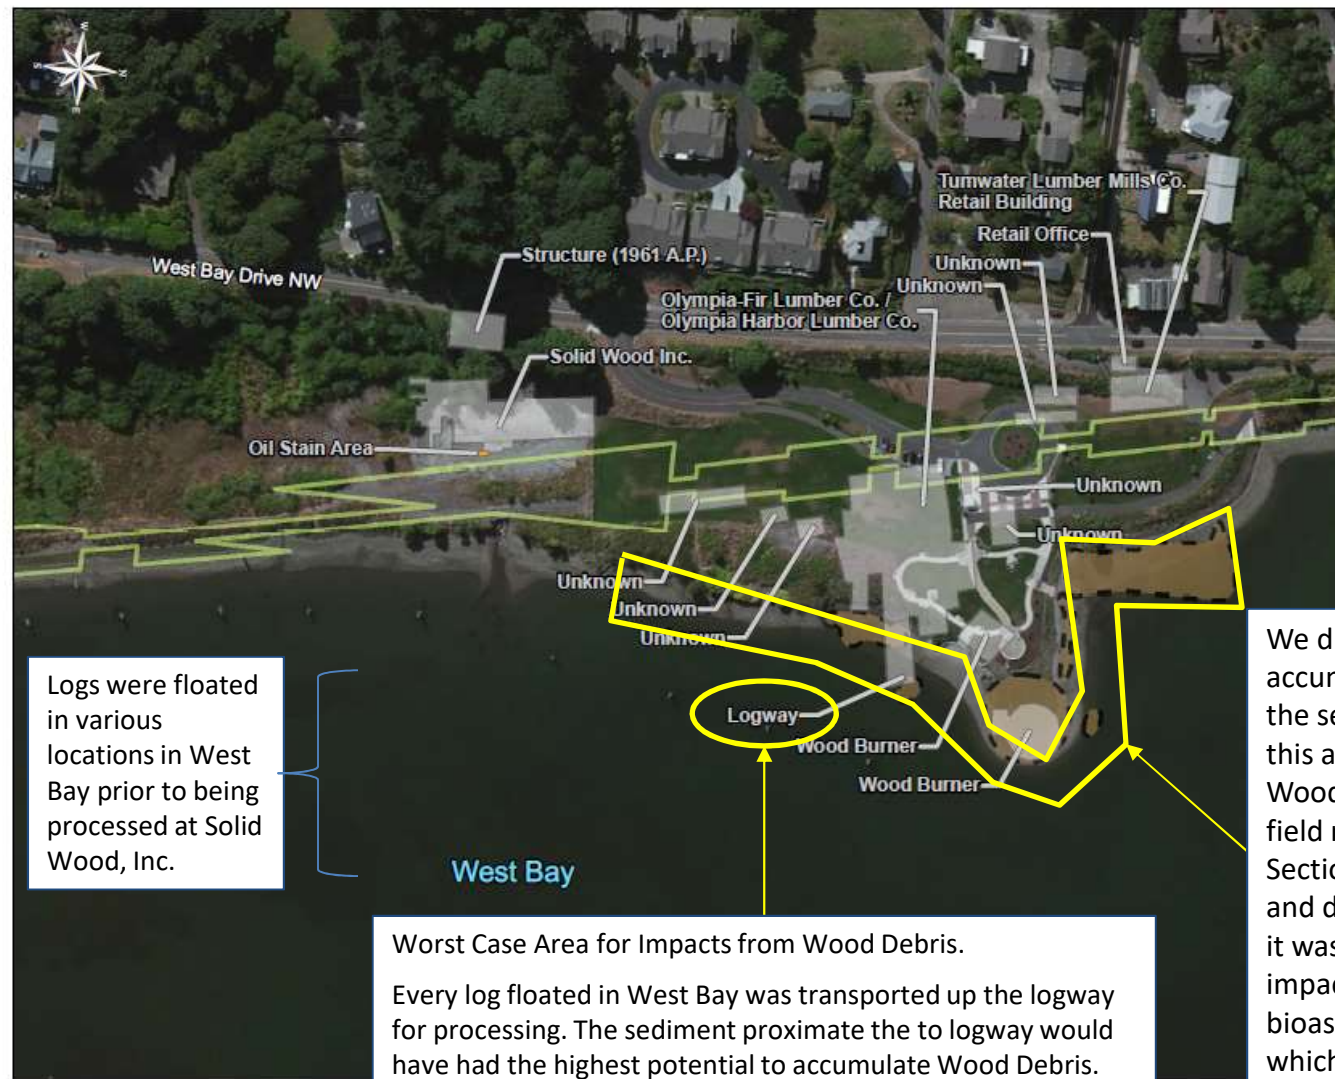 W
N
S
E
Tumwater Lumber Mills Co.
Retail Building
Retail Office
Structure (1961 A.P.)
Unknown
West Bay Drive NW
Unknown
Olympia-Fir Lumber Co. /
Olympia Harbor Lumber Co.
Solid Wood Inc.
Oil Stain Area
Unknown
Unknown
Unknown
Unknown
Unknown
Logs were floated
in various
locations in West
Bay prior to being
processed at Solid
Wood, Inc.
Logway
Wood Burner
Wood Burner
West Bay
We d
accur
the se
this a
Wood
field r
Sectio
and d
it was
impac
bioas
which
Worst Case Area for Impacts from Wood Debris.
Every log floated in West Bay was transported up the logway
for processing. The sediment proximate the to logway would
have had the highest potential to accumulate Wood Debris.